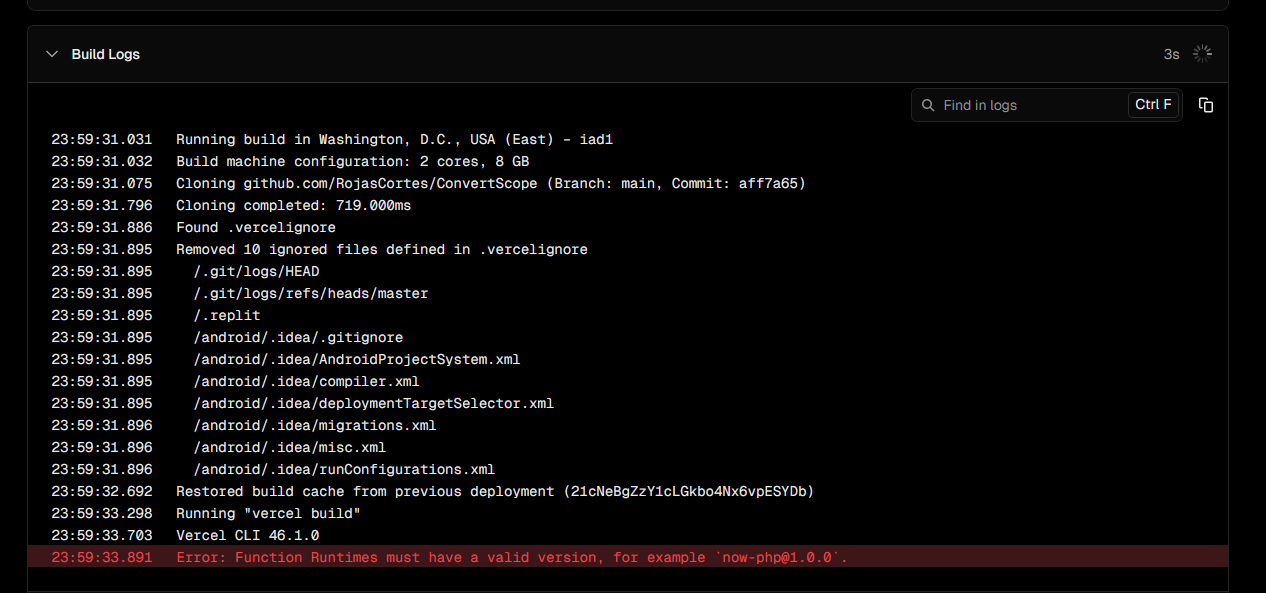 Build Logs
3s
Find in logs
Ctrl F
23:59:31.031 Running build in Washington, D.C., USA (East) – iad1
23:59:31.032 Build machine configuration: 2 cores, 8 GB
23:59:31.075 Cloning github.com/RojasCortes/ConvertScope (Branch: main, Commit: aff7a65)
23:59:31.796 Cloning completed: 719.000ms
23:59:31.886 Found .vercelignore
23:59:31.895 Removed 10 ignored files defined in .vercelignore
23:59:31.895 /.git/logs/HEAD
23:59:31.895 /.git/logs/refs/heads/master
23:59:31.895 /.replit
23:59:31.895 /android/.idea/.gitignore
23:59:31.895 /android/.idea/AndroidProjectSystem.xml
23:59:31.895 /android/.idea/compiler.xml
23:59:31.895 /android/.idea/deploymentTargetSelector.xml
23:59:31.896 /android/.idea/migrations.xml
23:59:31.896 /android/.idea/misc.xml
23:59:31.896 /android/.idea/runConfigurations.xml
23:59:32.692 Restored build cache from previous deployment (21cNeBgZzY1cLGkbo4Nx6vpESYDb)
23:59:33.298 Running "vercel build"
23:59:33.703 Vercel CLI 46.1.0
23:59:33.891 Error: Function Runtimes must have a valid version, for example `now-php@1.0.0`.